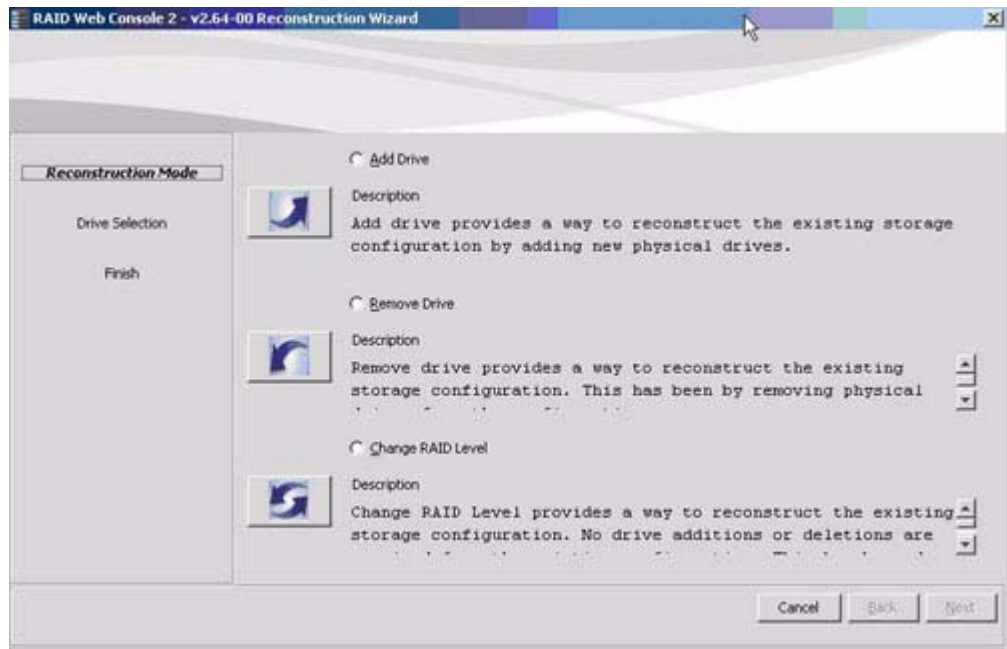 RAID Web Console 2 - v2.64-00 Reconstruction Wizard
Reconstruction Mode
Drive Selection
Finish
Add Drive
Description
Add drive provides a way to reconstruct the existing storage
configuration by adding new physical drives.
Remove Drive
Description
Remove drive provides a way to reconstruct the existing
storage configuration. This has been by removing physical
Change RAID Level
Description
Change RAID Level provides a way to reconstruct the existing
storage configuration. No drive additions or deletions are
Cancel
Back
Next